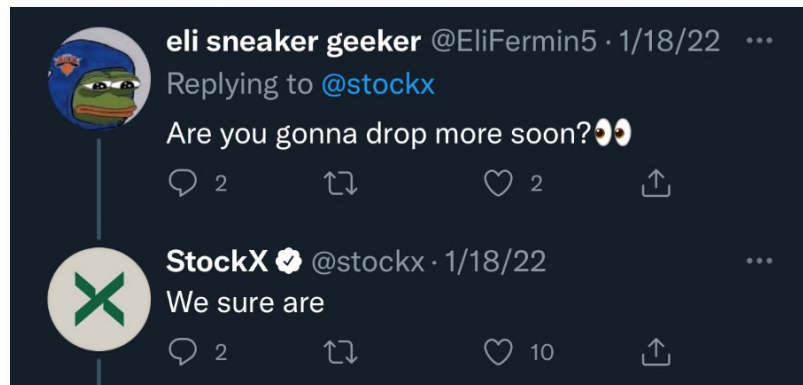 eli sneaker geeker @EliFermin5 · 1/18/22 •••
Replying to @stockx
Are you gonna drop more soon?👀
2 2
StockX @stockx · 1/18/22 •••
We sure are
2 10